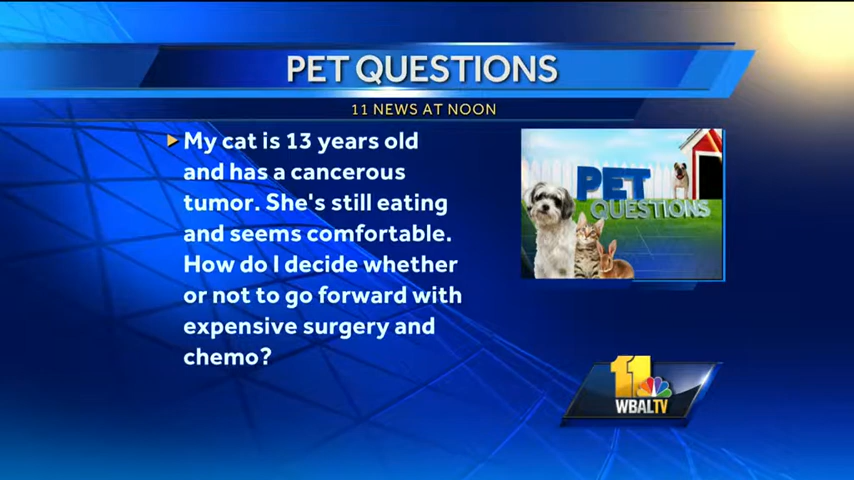 PET QUESTIONS
11 NEWS AT NOON
My cat is 13 years old
and has a cancerous
tumor. She's still eating
and seems comfortable.
How do I decide whether
or not to go forward with
expensive surgery and
chemo?
PET
QUESTIONS
11
WBALTV